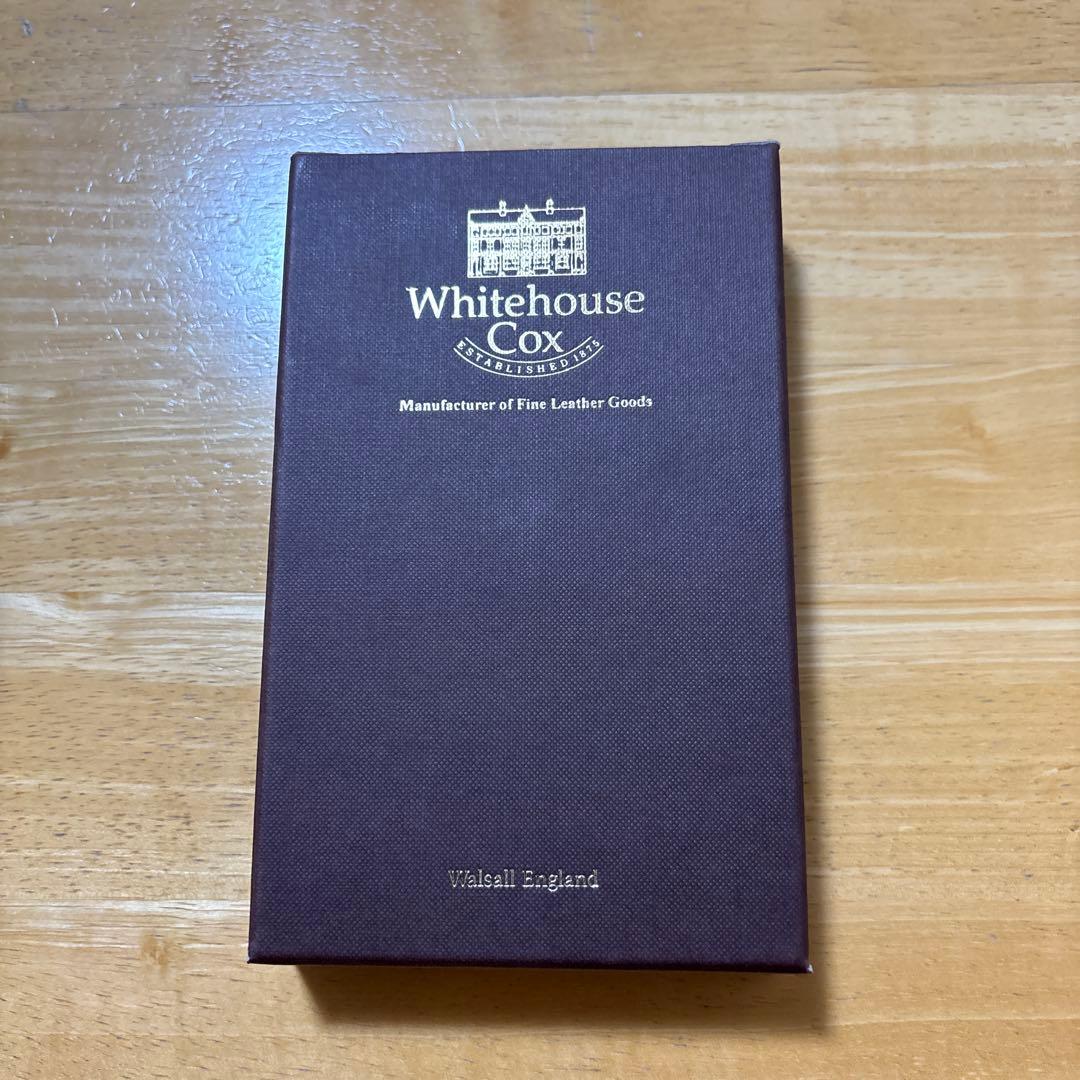 Whitehouse
Cox
ESTABLISHED 1875
Manufacturer of Fine Leather Goods
Walsall England